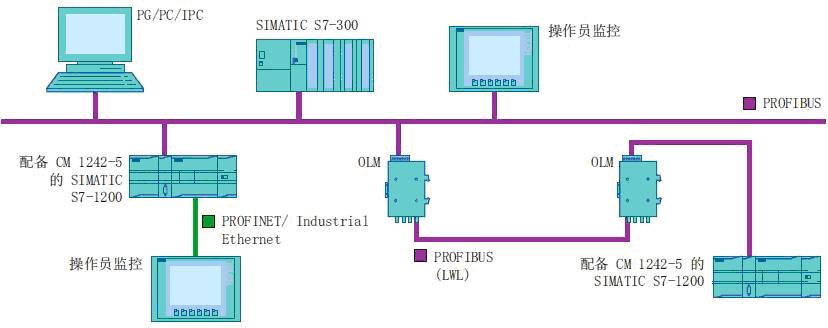 PG/PC/IPC
SIMATIC S7-300
操作员监控
PROFIBUS
配备 CM 1242-5
的 SIMATIC
S7-1200
OLM
OLM
PROFINET/ Industrial
Ethernet
PROFIBUS
(LWL)
操作员监控
配备 CM 1242-5 的
SIMATIC S7-1200